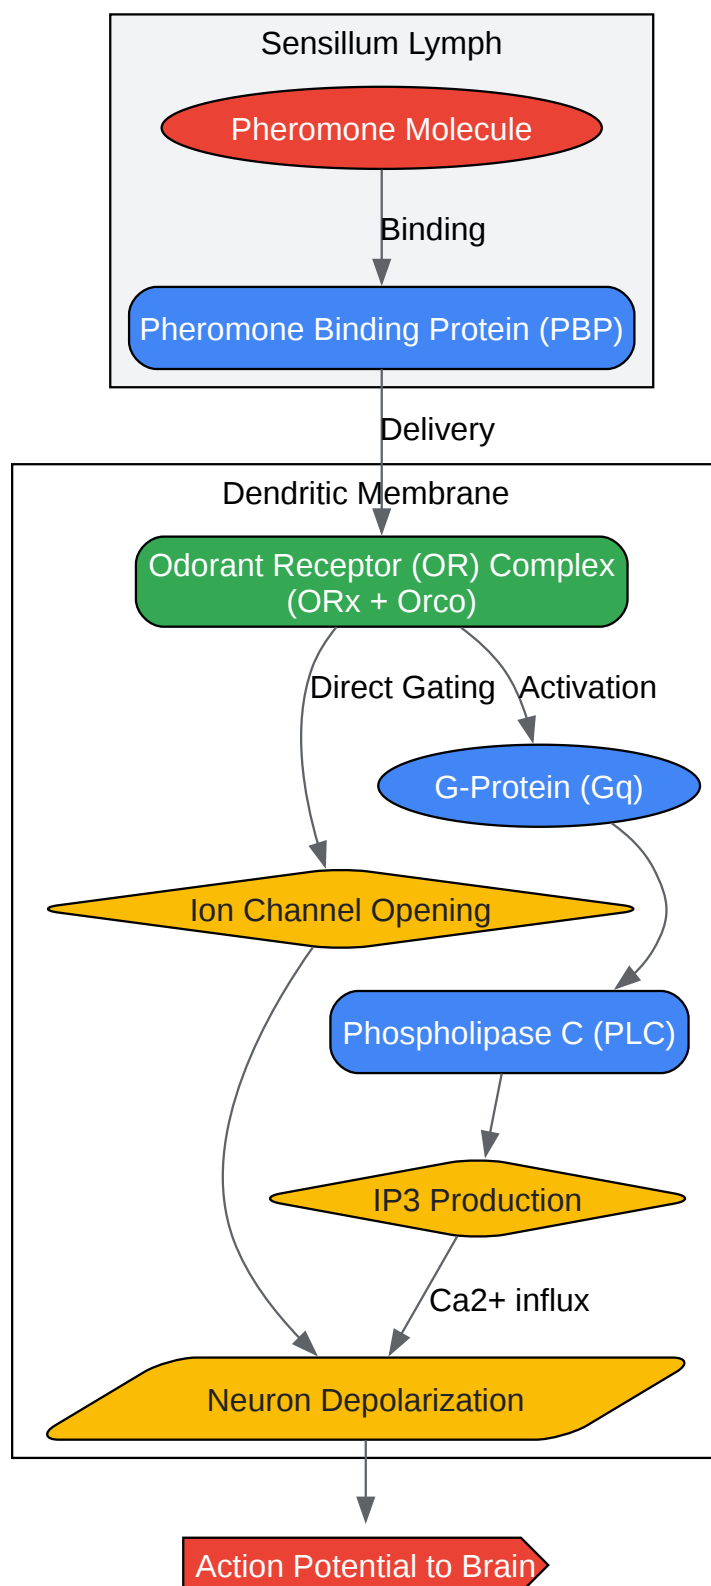 Sensillum Lymph
Pheromone Molecule
Binding
Pheromone Binding Protein (PBP)
Delivery
Dendritic Membrane
Odorant Receptor (OR) Complex
(ORx + Orco)
Direct Gating
Activation
G-Protein (Gq)
Ion Channel Opening
Phospholipase C (PLC)
IP3 Production
Ca2+ influx
Neuron Depolarization
Action Potential to Brain